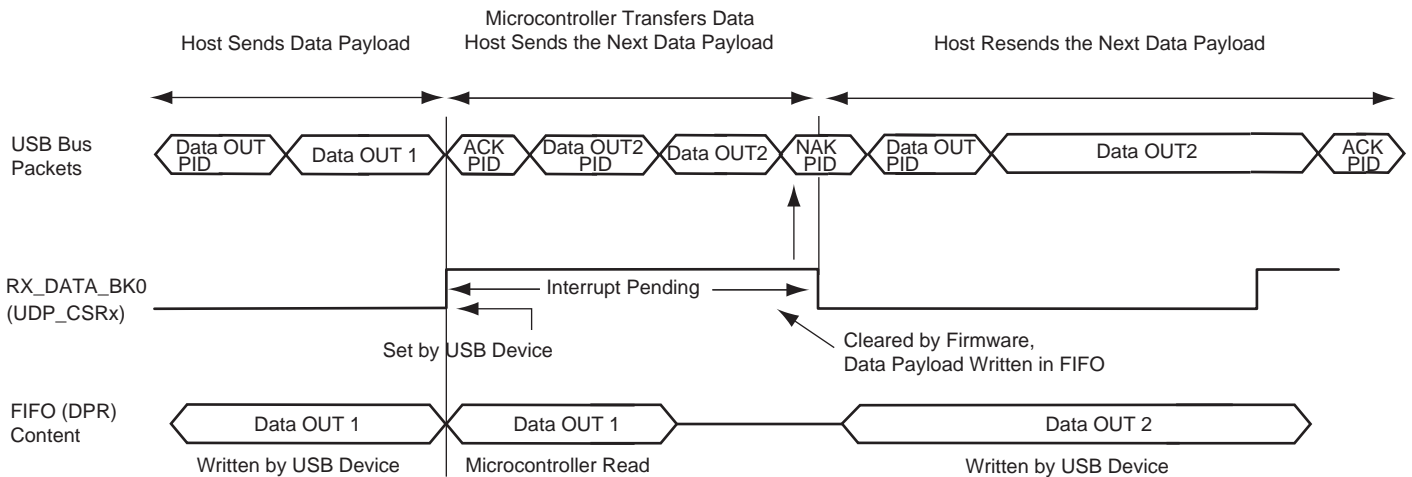 Host Sends Data Payload
Microcontroller Transfers Data
Host Sends the Next Data Payload
Host Resends the Next Data Payload
USB Bus
Packets
Data OUT
PID
Data OUT 1
ACK
PID
Data OUT2
PID
Data OUT2
NAK
PID
Data OUT
PID
Data OUT2
ACK
PID
RX_DATA_BK0
(UDP_CSRx)
Interrupt Pending
Set by USB Device
Cleared by Firmware,
Data Payload Written in FIFO
FIFO (DPR)
Content
Data OUT 1
Data OUT 1
Data OUT 2
Written by USB Device
Microcontroller Read
Written by USB Device